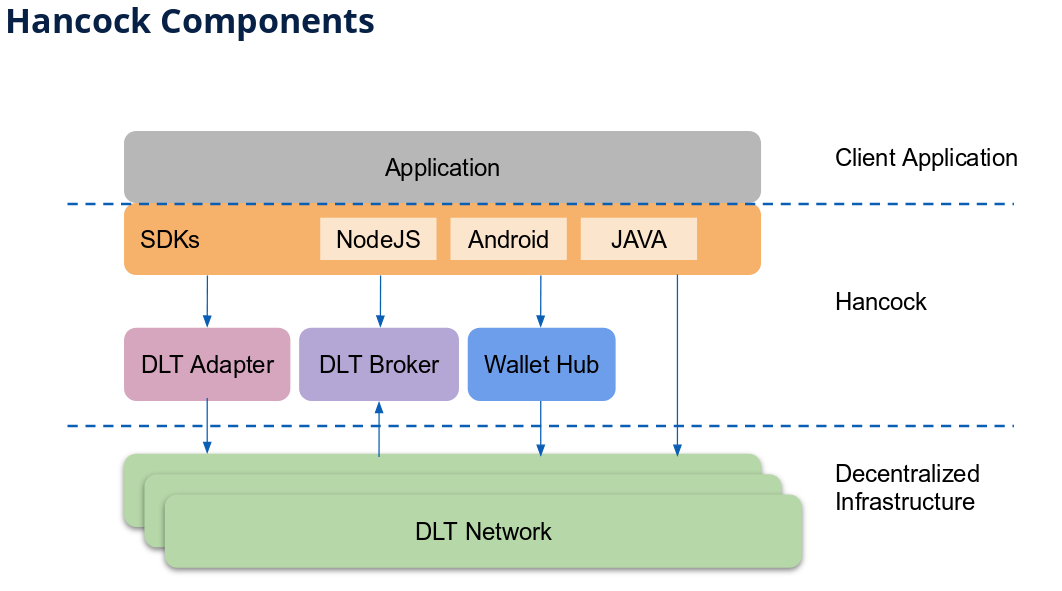 Hancock Components
Application
Client Application
SDKs
NodeJS
Android
JAVA
Hancock
DLT Adapter
DLT Broker
Wallet Hub
Decentralized
Infrastructure
DLT Network